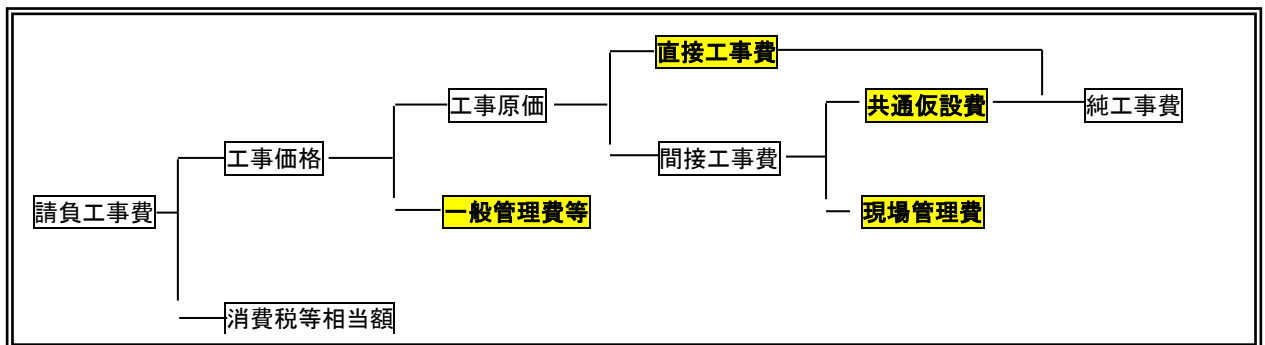 直接工事費
工事原価
共通仮設費
純工事費
工事価格
間接工事費
請負工事費
一般管理費等
現場管理費
消費税等相当額